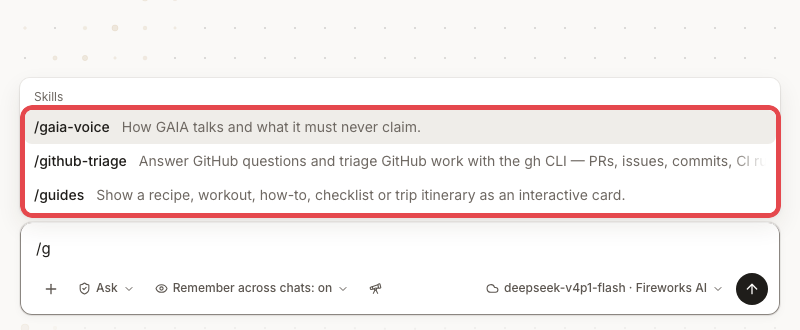 Skills
/gaia-voice How GAIA talks and what it must never claim.
/github-triage Answer GitHub questions and triage GitHub work with the gh CLI — PRs, issues, commits, CI
/guides Show a recipe, workout, how-to, checklist or trip itinerary as an interactive card.
/g
Ask Remember across chats: on deepseek-v4p1-flash · Fireworks AI